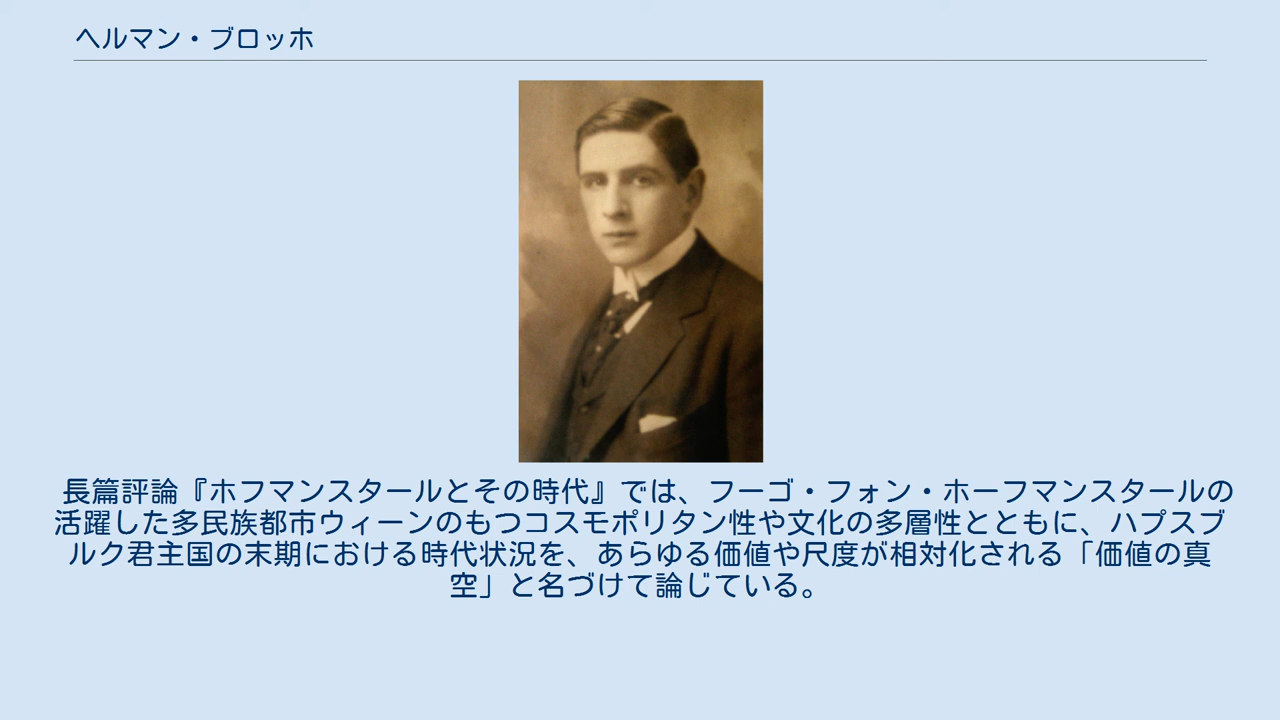 ヘルマン・ブロッホ
長篇評論『ホフマンスタールとその時代』では、フーゴ・フォン・ホーフマンスタールの
活躍した多民族都市ウィーンのもつコスモポリタン性や文化の多層性とともに、ハプスブ
ルク君主国の末期における時代状況を、あらゆる価値や尺度が相対化される「価値の真
空」と名づけて論じている。